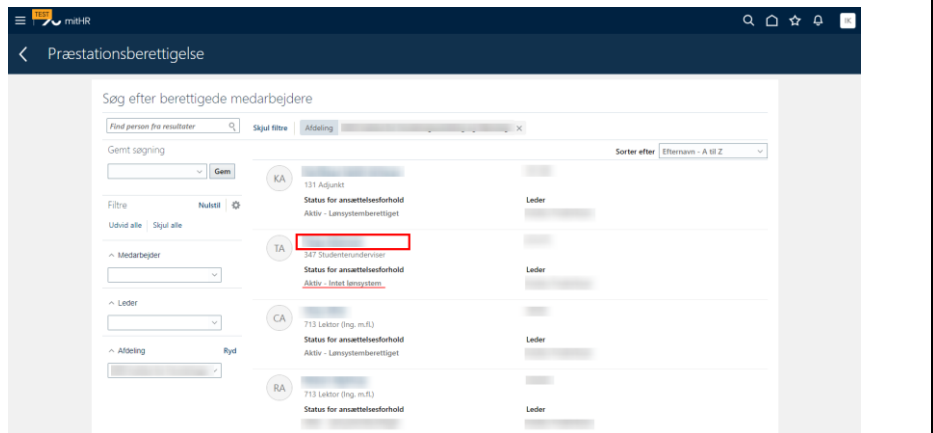 TEST
mitHR
IK
Præstationsberettigelse
Søg efter berettigede medarbejdere
Find person fra resultater
Skjul filtre
Afdeling
Gemt søgning
Sorter efter Efternavn - A til Z
Gem
KA
131 Adjunkt
Status for ansættelsesforhold Leder
Aktiv - Lønsystemberettiget
Filtre Nulstil
Udvid alle Skjul alle
TA
347 Studenterunderviser
Medarbejder
Status for ansættelsesforhold Leder
Aktiv - Intet lønsystem
Leder
CA
713 Lektor (Ing. m.fl.)
Status for ansættelsesforhold Leder
Aktiv - Lønsystemberettiget
Afdeling Ryd
RA
713 Lektor (Ing. m.fl.)
Status for ansættelsesforhold Leder